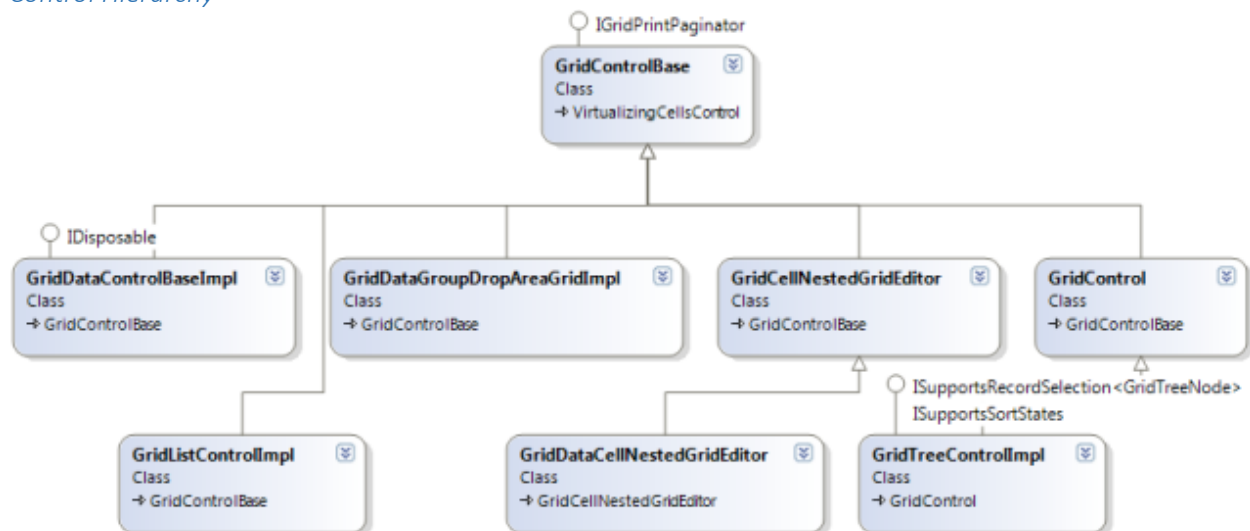 Control Hierarchy
IGridPrintPaginator
GridControlBase
Class
VirtualizingCellsControl
IDisposable
GridDataControlBaseImpl
Class
GridControlBase
GridDataGroupDropAreaGridImpl
Class
GridControlBase
GridCellNestedGridEditor
Class
GridControlBase
GridControl
Class
GridControlBase
ISupportsRecordSelection<GridTreeNode>
ISupportsSortStates
GridListControlImpl
Class
GridControlBase
GridDataCellNestedGridEditor
Class
GridCellNestedGridEditor
GridTreeControlImpl
Class
GridControl